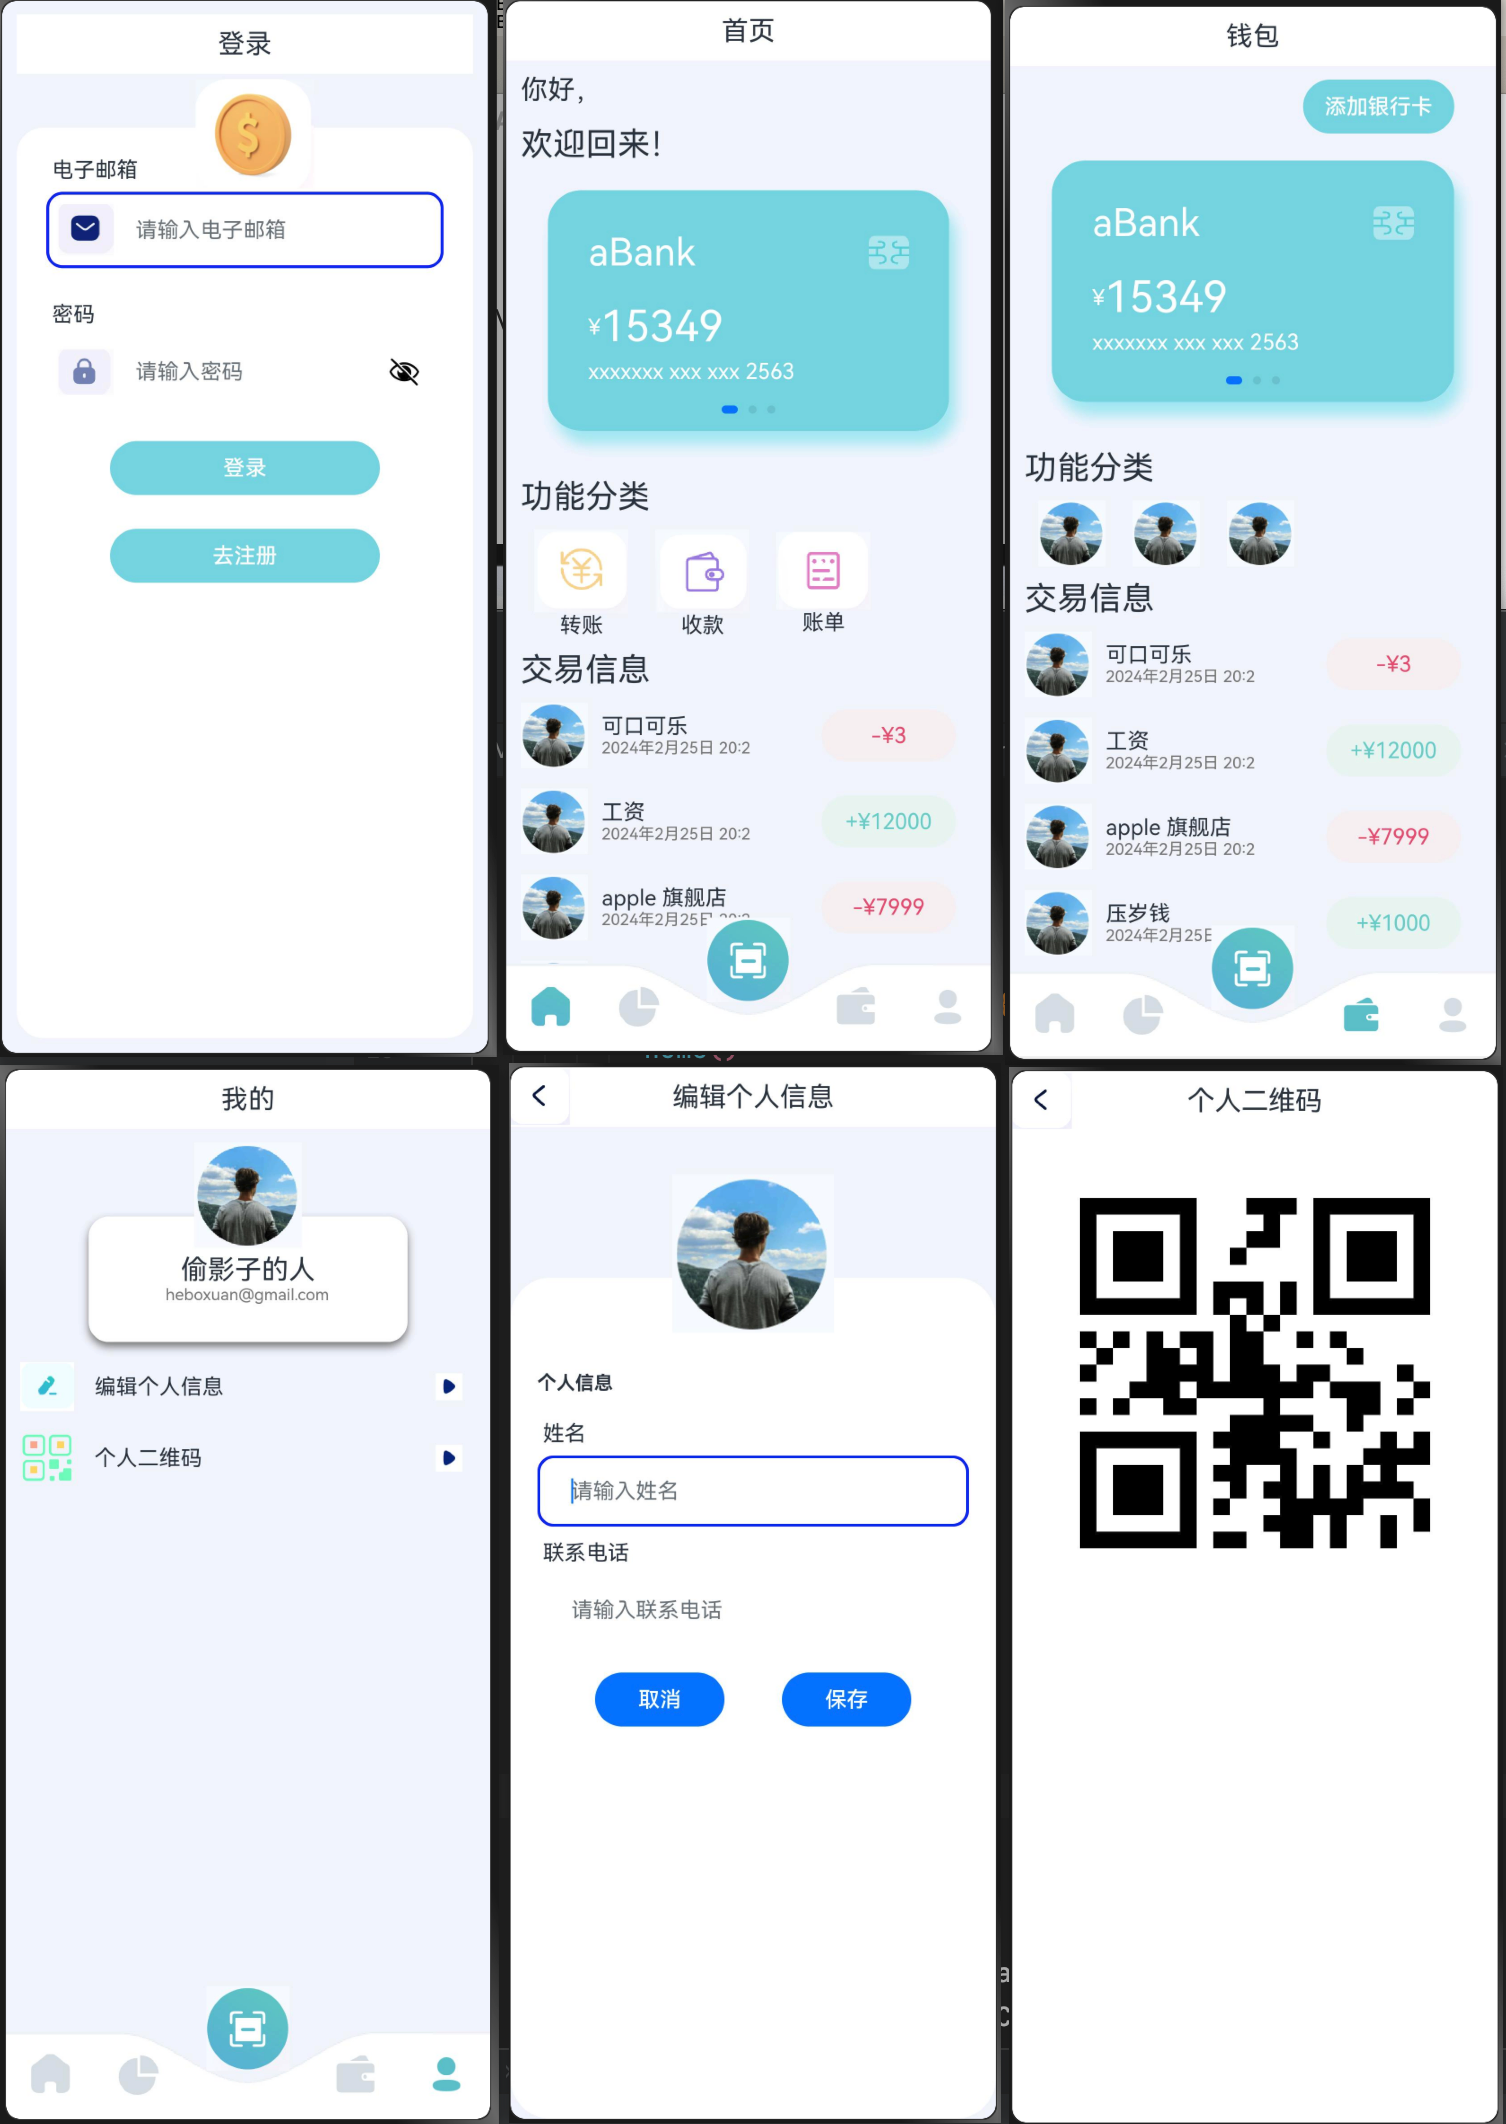 登录
电子邮箱
请输入电子邮箱
密码
请输入密码
登录
去注册
首页
你好，
欢迎回来！
aBank
¥15349
xxxxxxx xxx xxx 2563
功能分类
转账
收款
账单
交易信息
可口可乐
2024年2月25日 20:2
-¥3
工资
2024年2月25日 20:2
+¥12000
apple 旗舰店
2024年2月25日 20:2
-¥7999
钱包
添加银行卡
aBank
¥15349
xxxxxxx xxx xxx 2563
功能分类
交易信息
可口可乐
2024年2月25日 20:2
-¥3
工资
2024年2月25日 20:2
+¥12000
apple 旗舰店
2024年2月25日 20:2
-¥7999
压岁钱
2024年2月25日
+¥1000
我的
偷影子的人
heboxuan@gmail.com
编辑个人信息
个人二维码
编辑个人信息
个人信息
姓名
请输入姓名
联系电话
请输入联系电话
取消
保存
个人二维码